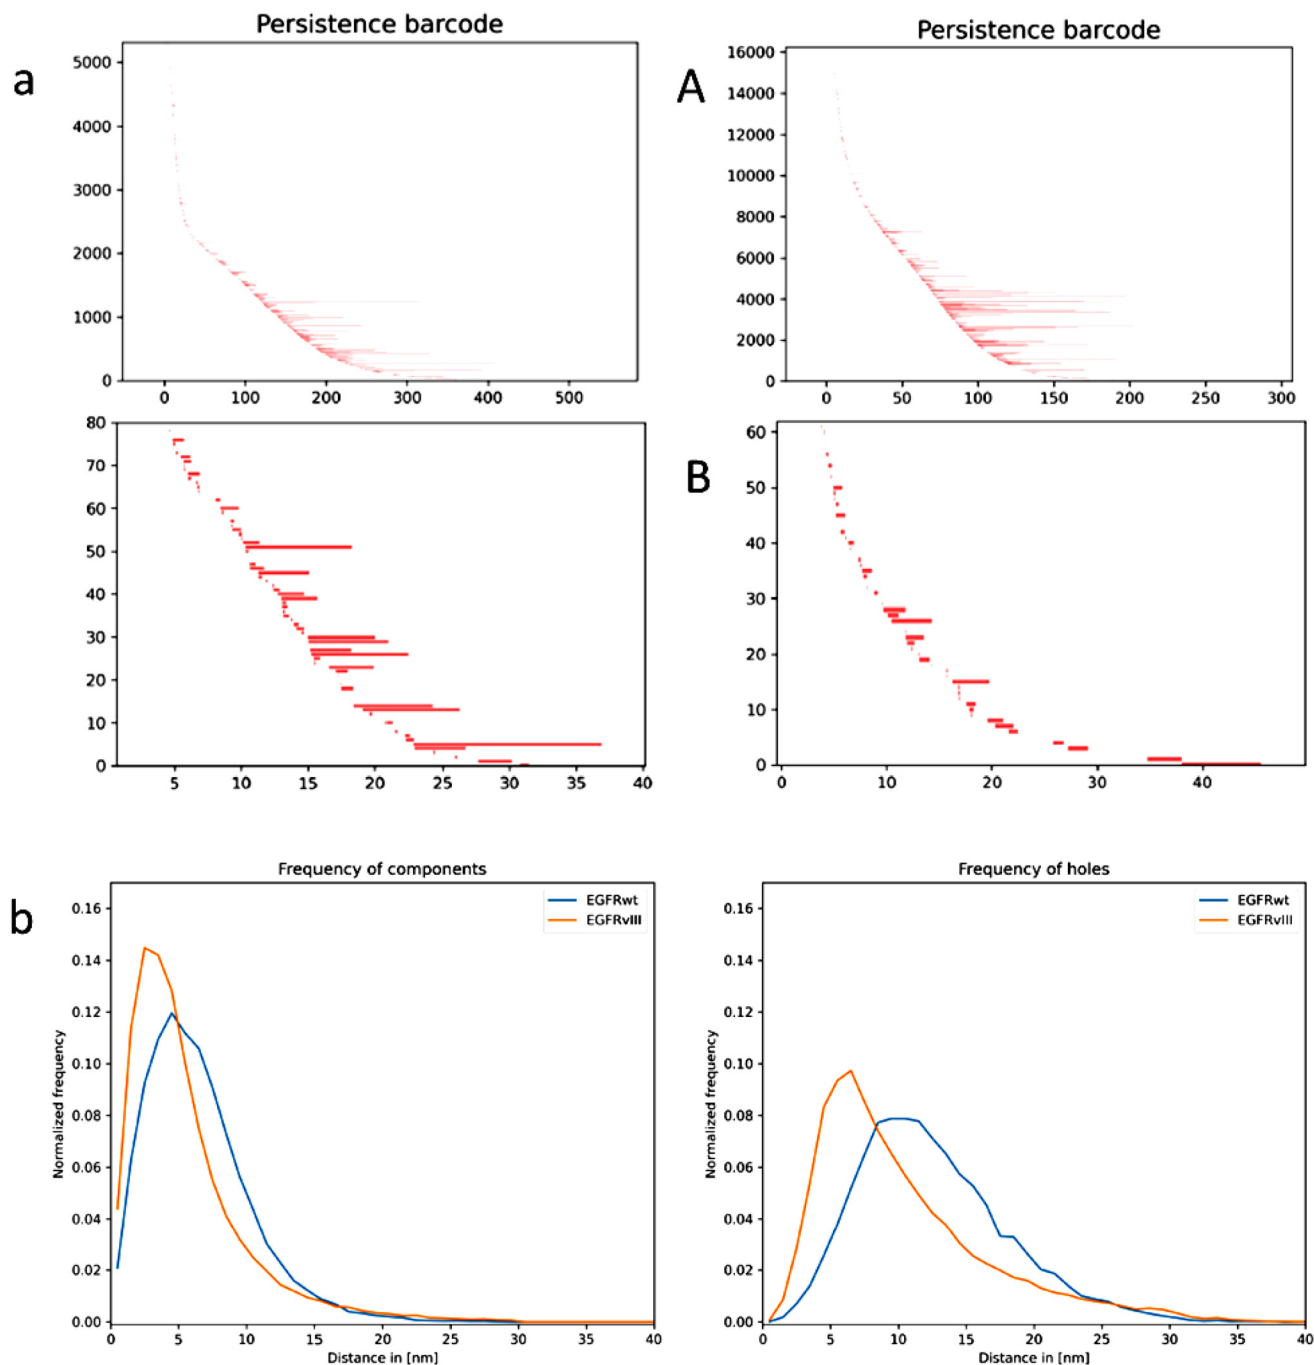 Persistence barcode
a
5000
4000
3000
2000
1000
0
0 100 200 300 400 500
Persistence barcode
A
16000
14000
12000
10000
8000
6000
4000
2000
0
0 50 100 150 200 250 300
80
70
60
50
40
30
20
10
0
5 10 15 20 25 30 35 40
B
60
50
40
30
20
10
0
0 10 20 30 40
b
Frequency of components
EGFRwt
EGFRvIII
Normalized frequency
0.16
0.14
0.12
0.10
0.08
0.06
0.04
0.02
0.00
0 5 10 15 20 25 30 35 40
Distance in [nm]
Frequency of holes
EGFRwt
EGFRvIII
Normalized frequency
0.16
0.14
0.12
0.10
0.08
0.06
0.04
0.02
0.00
0 5 10 15 20 25 30 35 40
Distance in [nm]